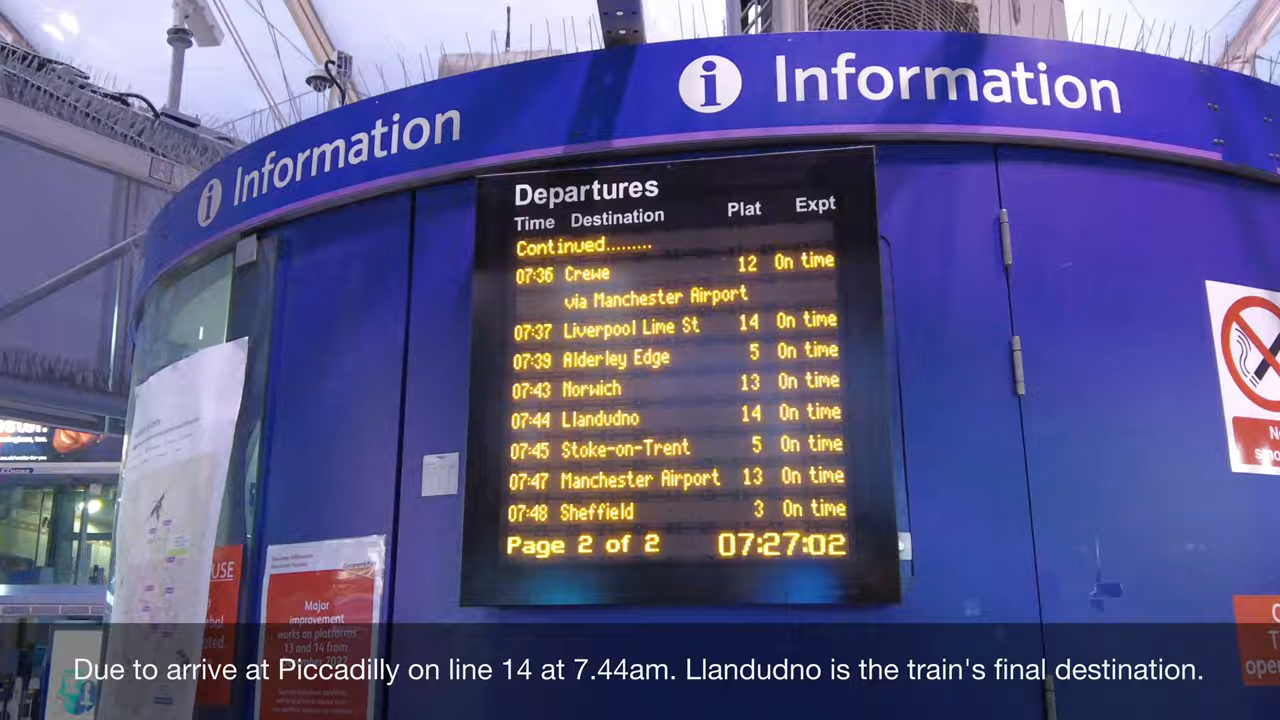 Information
Information
Departures
Time Destination Plat Expt
Continued.........
07:36 Crewe 12 On time
via Manchester Airport
07:37 Liverpool Lime St 14 On time
07:39 Alderley Edge 5 On time
07:43 Norwich 13 On time
07:44 Llandudno 14 On time
07:45 Stoke-on-Trent 5 On time
07:47 Manchester Airport 13 On time
07:48 Sheffield 3 On time
Page 2 of 2 07:27:02
USE
Major
improvement
works on platforms
13 and 14 from
2022
Due to arrive at Piccadilly on line 14 at 7.44am. Llandudno is the train's final destination.